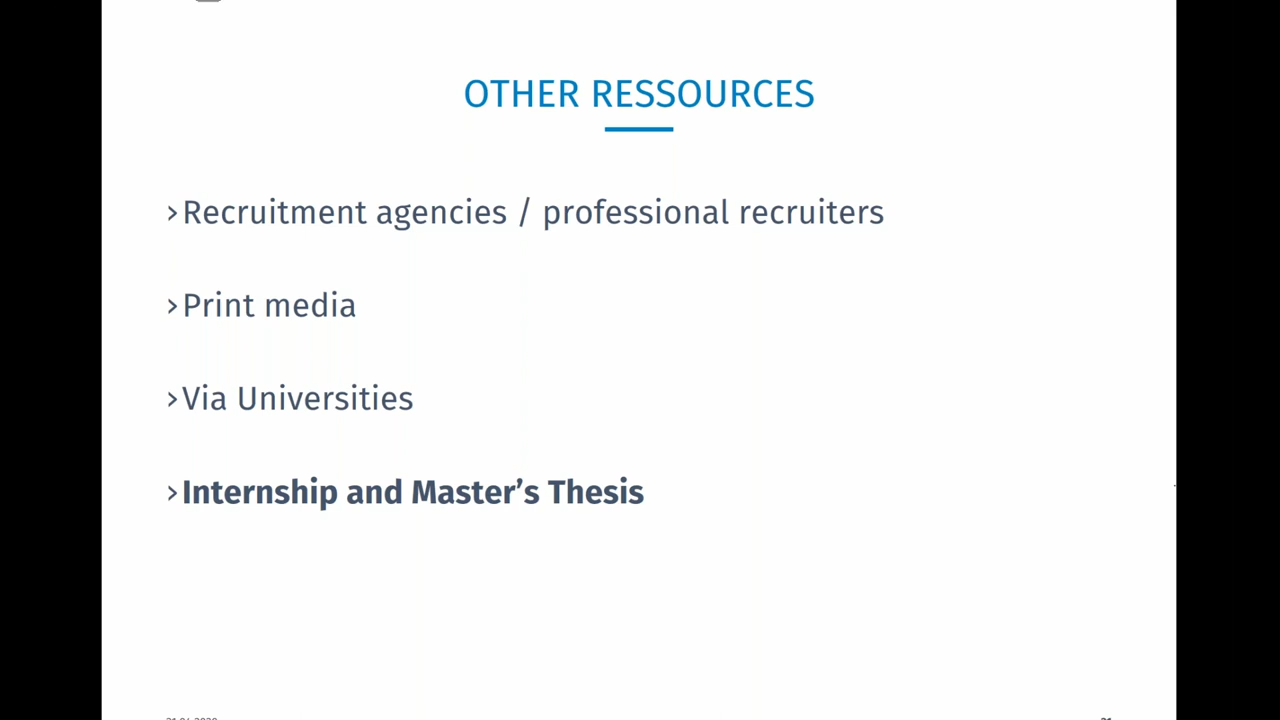 OTHER RESSOURCES
›Recruitment agencies / professional recruiters
›Print media
›Via Universities
›Internship and Master’s Thesis